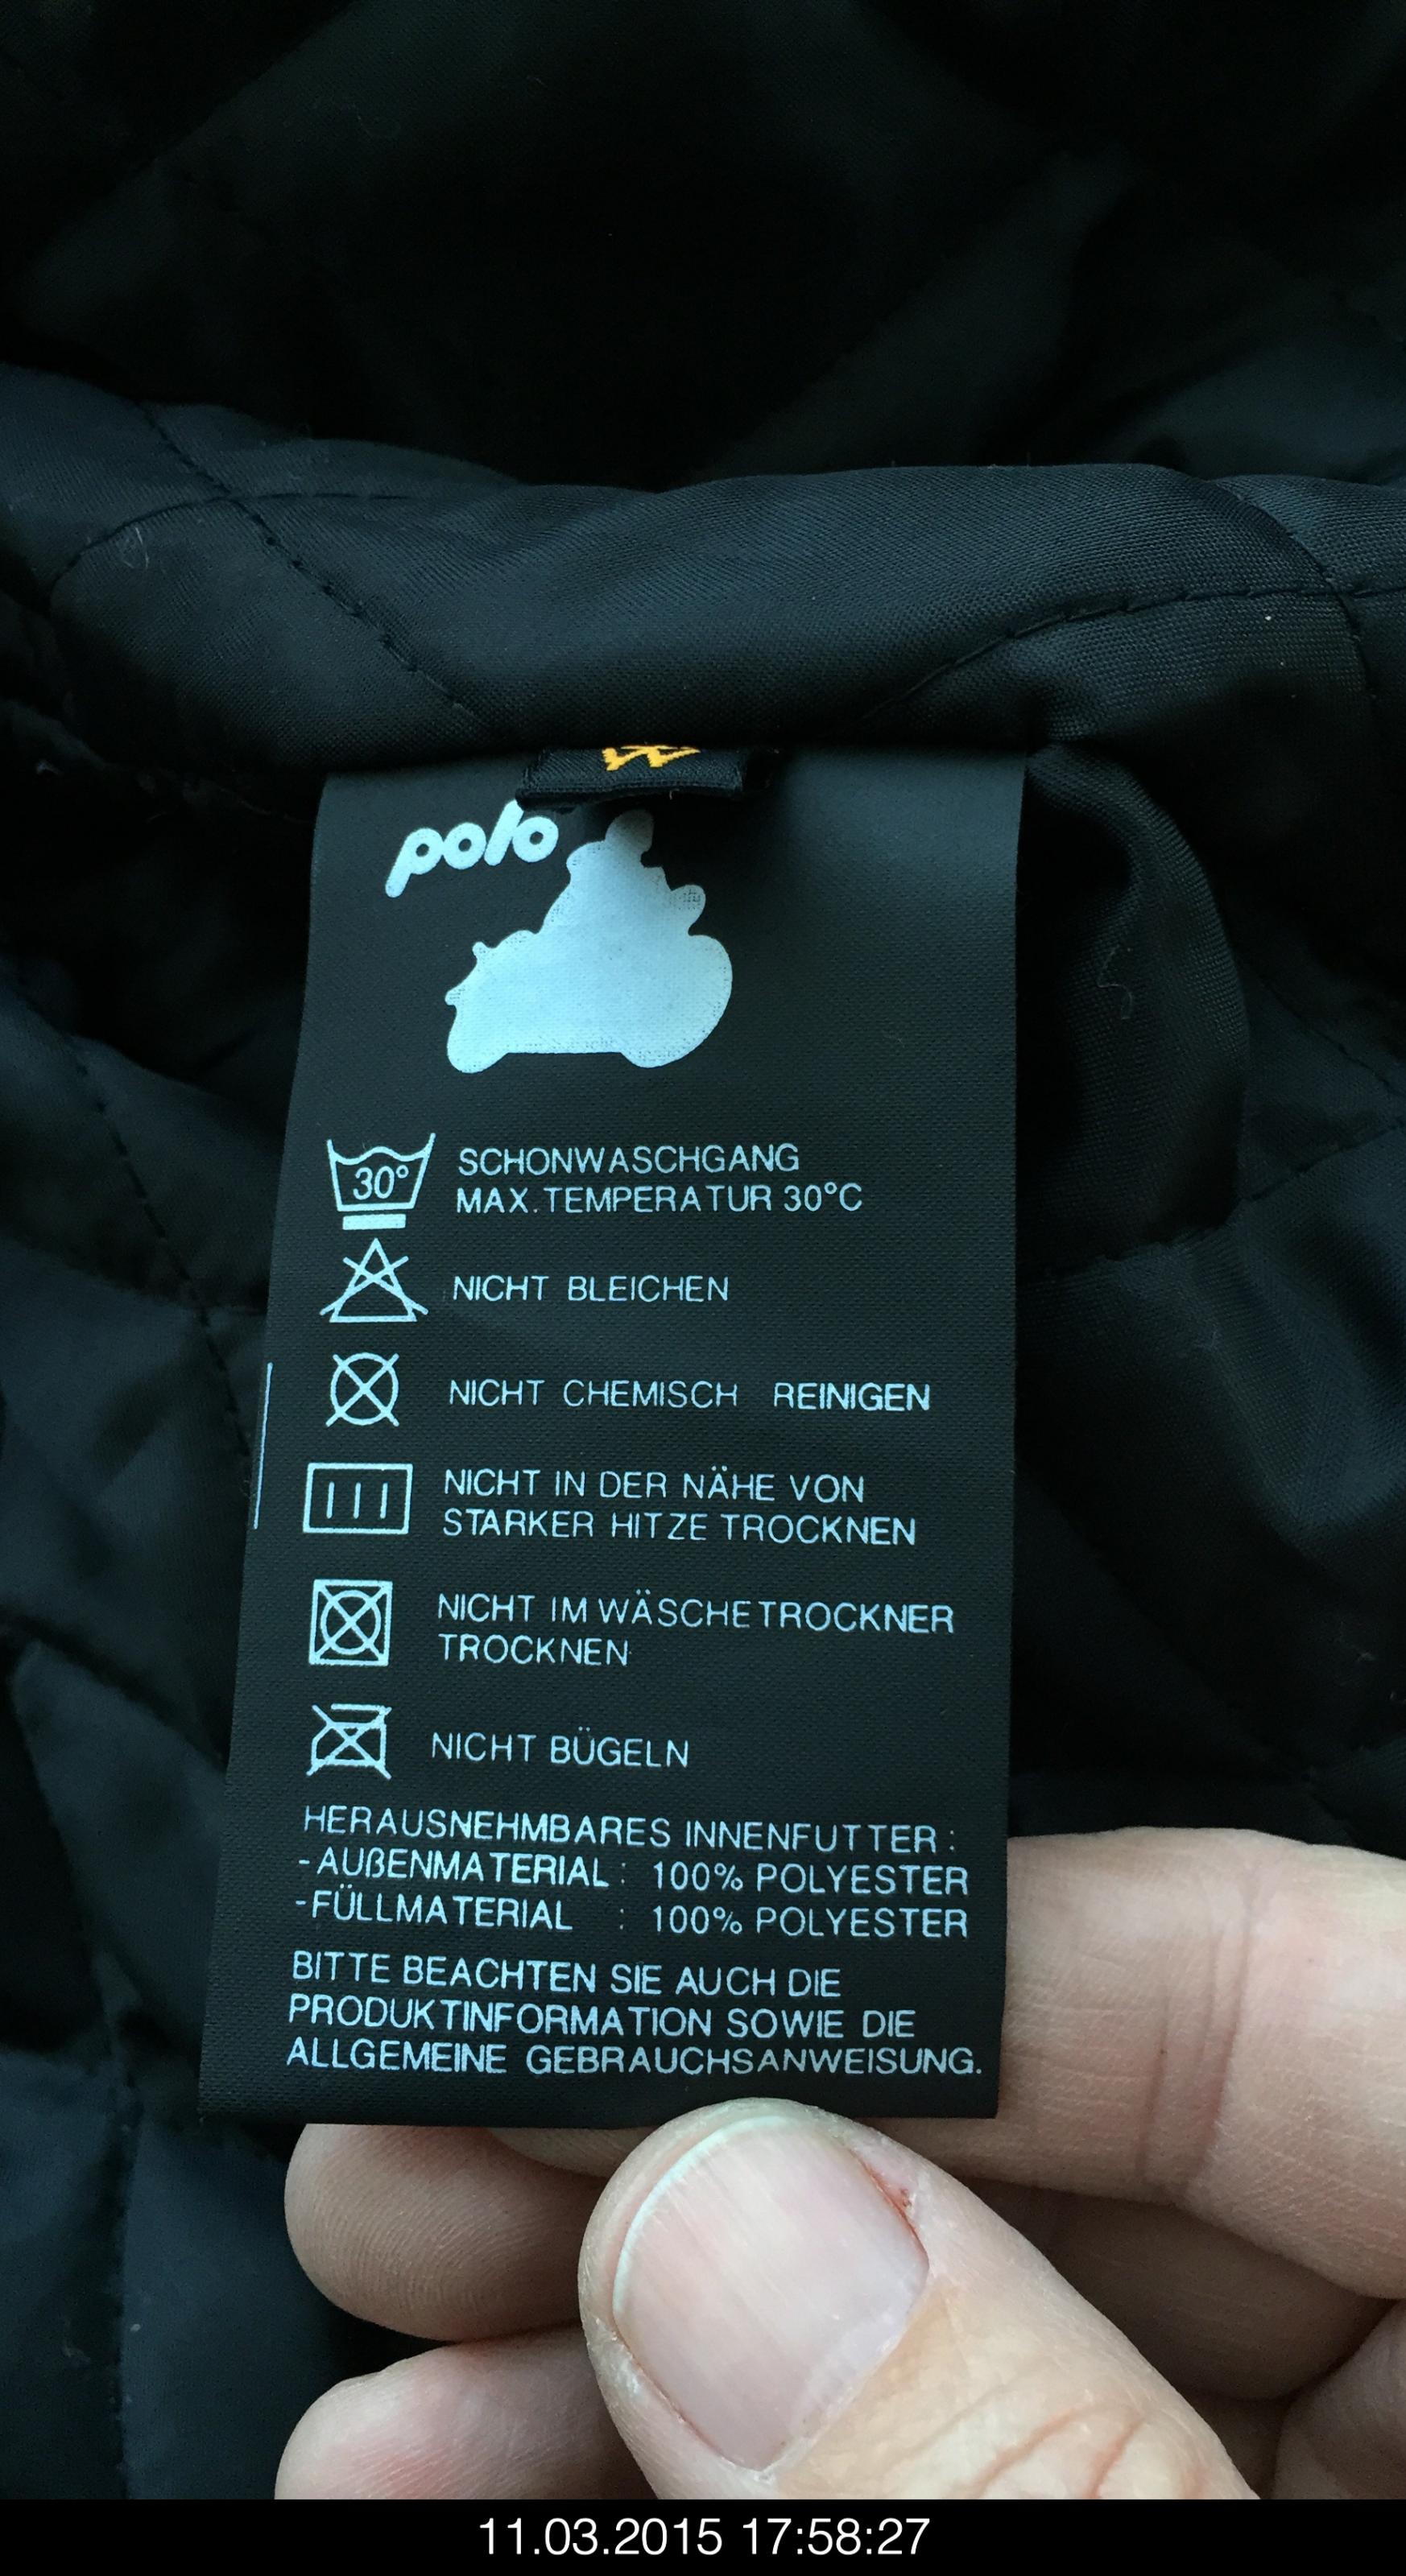 polo
30°
SCHONWASCHGANG
MAX.TEMPERATUR 30°C
NICHT BLEICHEN
NICHT CHEMISCH REINIGEN
NICHT IN DER NÄHE VON
STARKER HITZE TROCKNEN
NICHT IM WÄSCHETROCKNER
TROCKNEN
NICHT BÜGELN
HERAUSNEHMBARES INNENFUTTER :
-AUßENMATERIAL : 100% POLYESTER
-FÜLLMATERIAL : 100% POLYESTER
BITTE BEACHTEN SIE AUCH DIE
PRODUKTINFORMATION SOWIE DIE
ALLGEMEINE GEBRAUCHSANWEISUNG.
11.03.2015 17:58:27